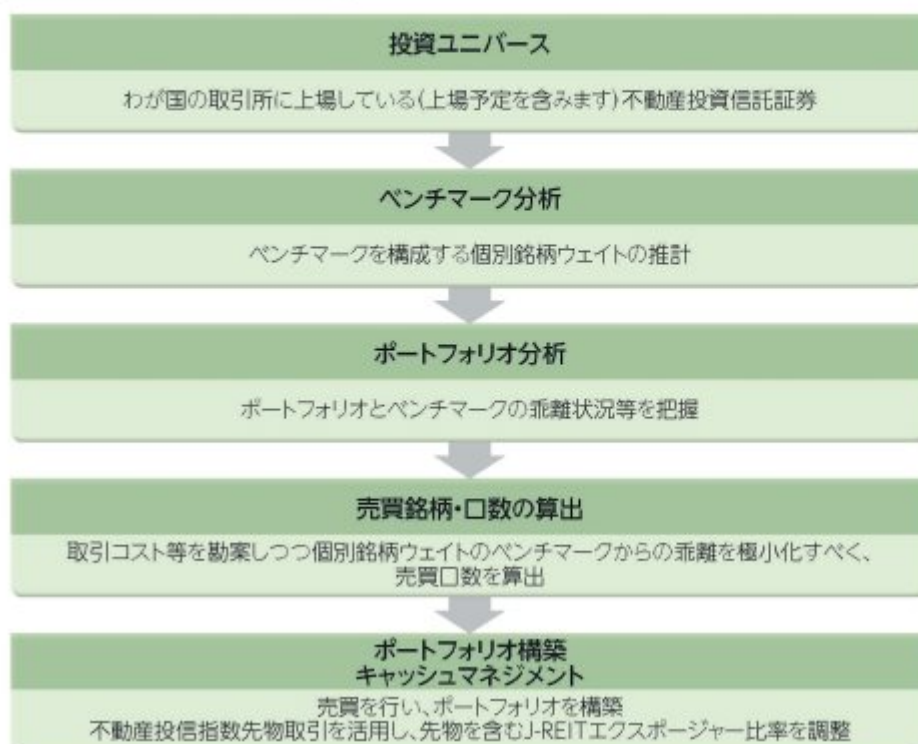 投資ユニバース
わが国の取引所に上場している(上場予定を含みます)不動産投資信託証券
ベンチマーク分析
ベンチマークを構成する個別銘柄ウェイトの推計
ポートフォリオ分析
ポートフォリオとベンチマークの乖離状況等を把握
売買銘柄・口数の算出
取引コスト等を勘案しつつ個別銘柄ウェイトのベンチマークからの乖離を極小化すべく、
売買口数を算出
ポートフォリオ構築
キャッシュマネジメント
売買を行い、ポートフォリオを構築
不動産投信指数先物取引を活用し、先物を含むJ-REITエクスポージャー比率を調整